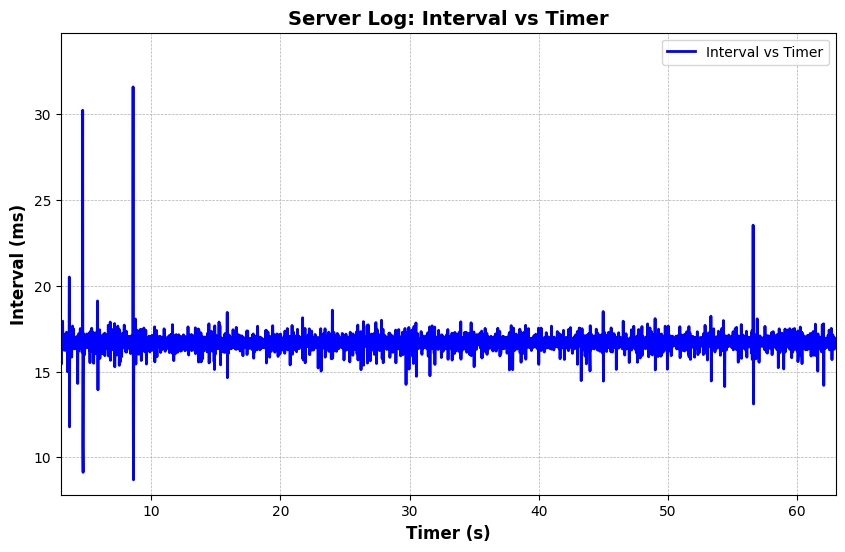 Server Log: Interval vs Timer
Interval vs Timer
Interval (ms)
30
25
20
15
10
10 20 30 40 50 60
Timer (s)